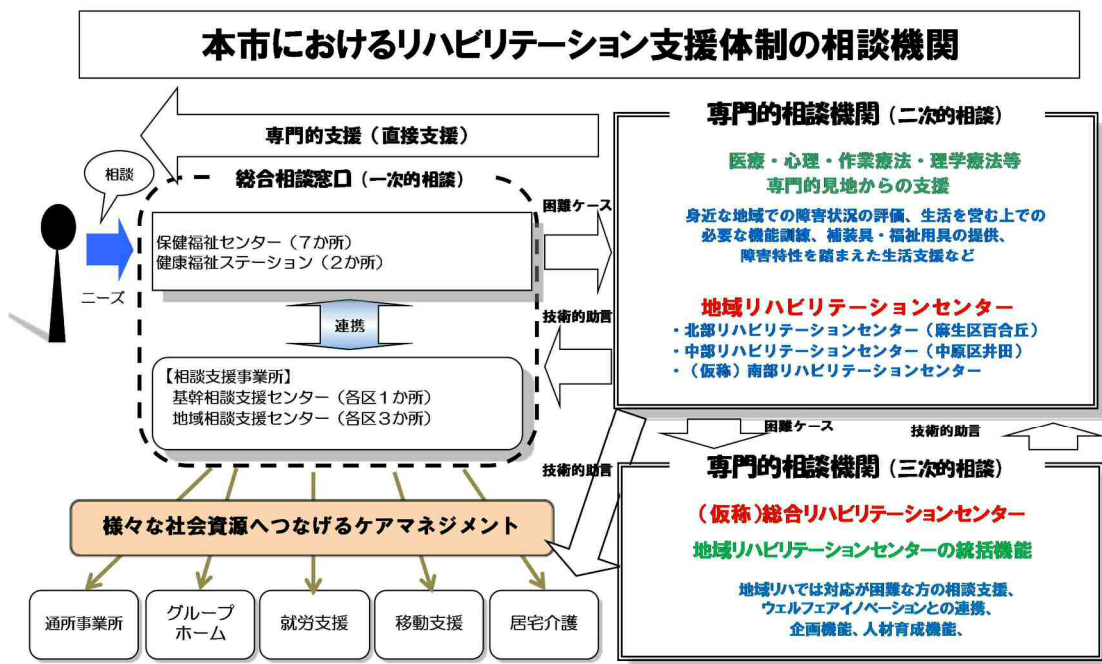 本市におけるリハビリテーション支援体制の相談機関
専門的支援（直接支援）
相談
ニーズ
総合相談窓口（一次的相談）
保健福祉センター（７か所）
健康福祉ステーション（２か所）
連携
【相談支援事業所】
基幹相談支援センター（各区１か所）
地域相談支援センター（各区３か所）
困難ケース
技術的助言
専門的相談機関（二次的相談）
医療・心理・作業療法・理学療法等
専門的見地からの支援
身近な地域での障害状況の評価、生活を営む上での
必要な機能訓練、補装具・福祉用具の提供、
障害特性を踏まえた生活支援など
地域リハビリテーションセンター
・北部リハビリテーションセンター（麻生区百合丘）
・中部リハビリテーションセンター（中原区井田）
・（仮称）南部リハビリテーションセンター
困難ケース
技術的助言
技術的助言
専門的相談機関（三次的相談）
（仮称）総合リハビリテーションセンター
地域リハビリテーションセンターの統括機能
地域リハでは対応が困難な方の相談支援、
ウェルフェアイノベーションとの連携、
企画機能、人材育成機能、
様々な社会資源へつなげるケアマネジメント
通所事業所
グループ
ホーム
就労支援
移動支援
居宅介護